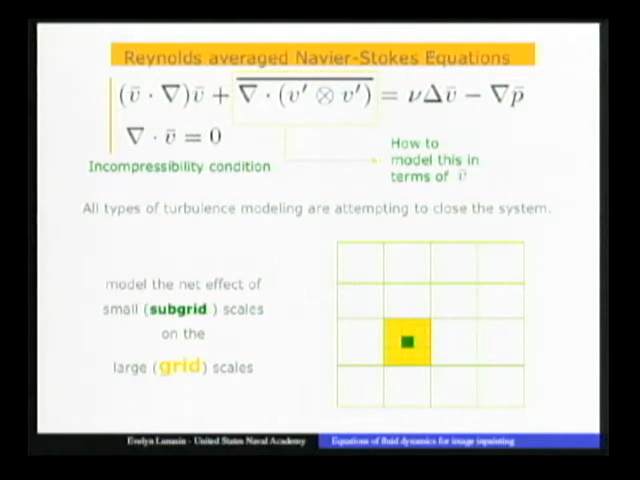 Reynolds averaged Navier-Stokes Equations
(v̄ · ∇)v̄ + \overline{∇ · (v′ ⊗ v′)} = νΔv̄ − ∇p̄
∇ · v̄ = 0
Incompressibility condition
How to
model this in
terms of v̄
All types of turbulence modeling are attempting to close the system.
model the net effect of
small (subgrid ) scales
on the
large (grid) scales
Evelyn Lunasin - United States Naval Academy
Equations of fluid dynamics for image inpainting